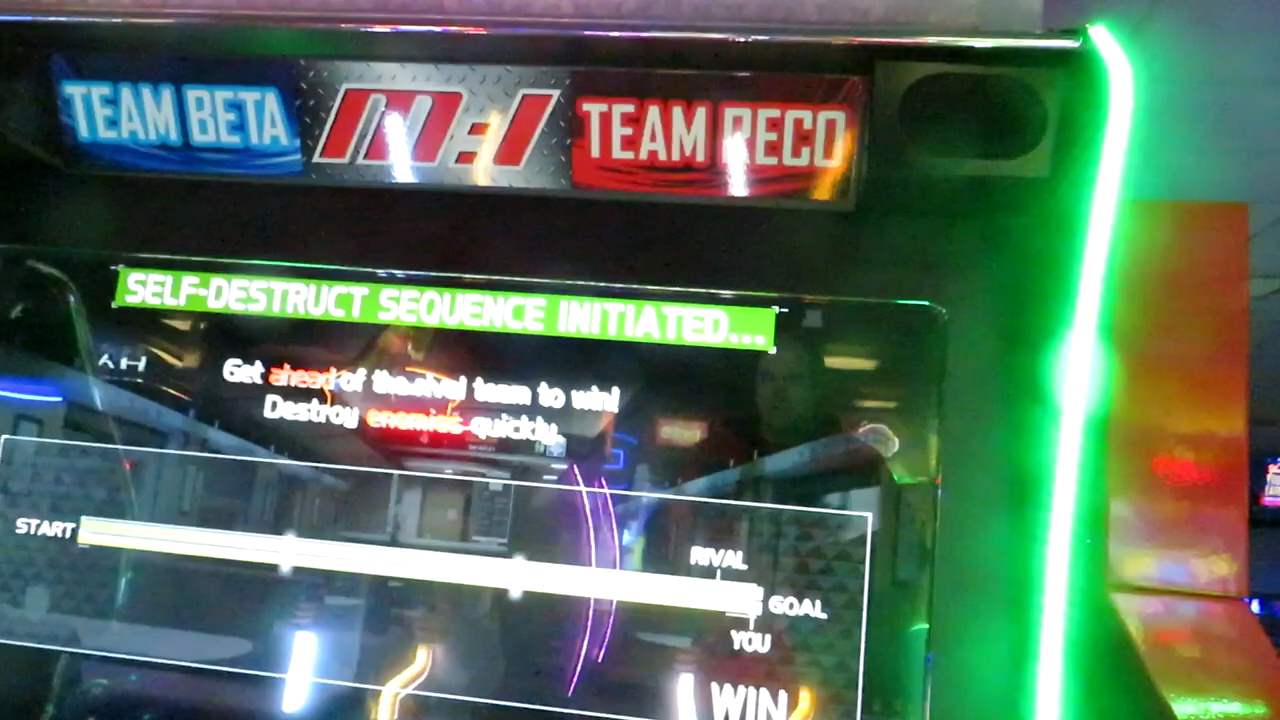 TEAM BETA
M:I
TEAM RECO
SELF-DESTRUCT SEQUENCE INITIATED...
Get ahead of the rival team to win!
Destroy enemies quickly.
START
RIVAL
GOAL
YOU
WIN